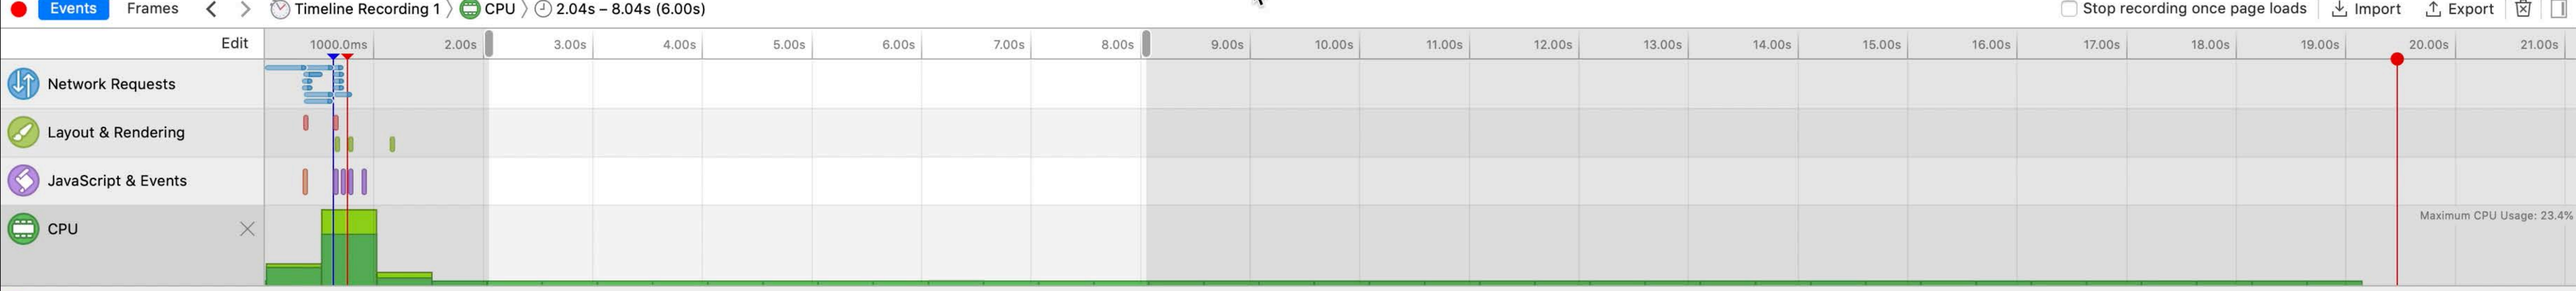 Events Frames Timeline Recording 1 CPU 2.04s – 8.04s (6.00s) Stop recording once page loads Import Export
Edit 1000.0ms 2.00s 3.00s 4.00s 5.00s 6.00s 7.00s 8.00s 9.00s 10.00s 11.00s 12.00s 13.00s 14.00s 15.00s 16.00s 17.00s 18.00s 19.00s 20.00s 21.00s
Network Requests
Layout & Rendering
JavaScript & Events
Maximum CPU Usage: 23.4%
CPU